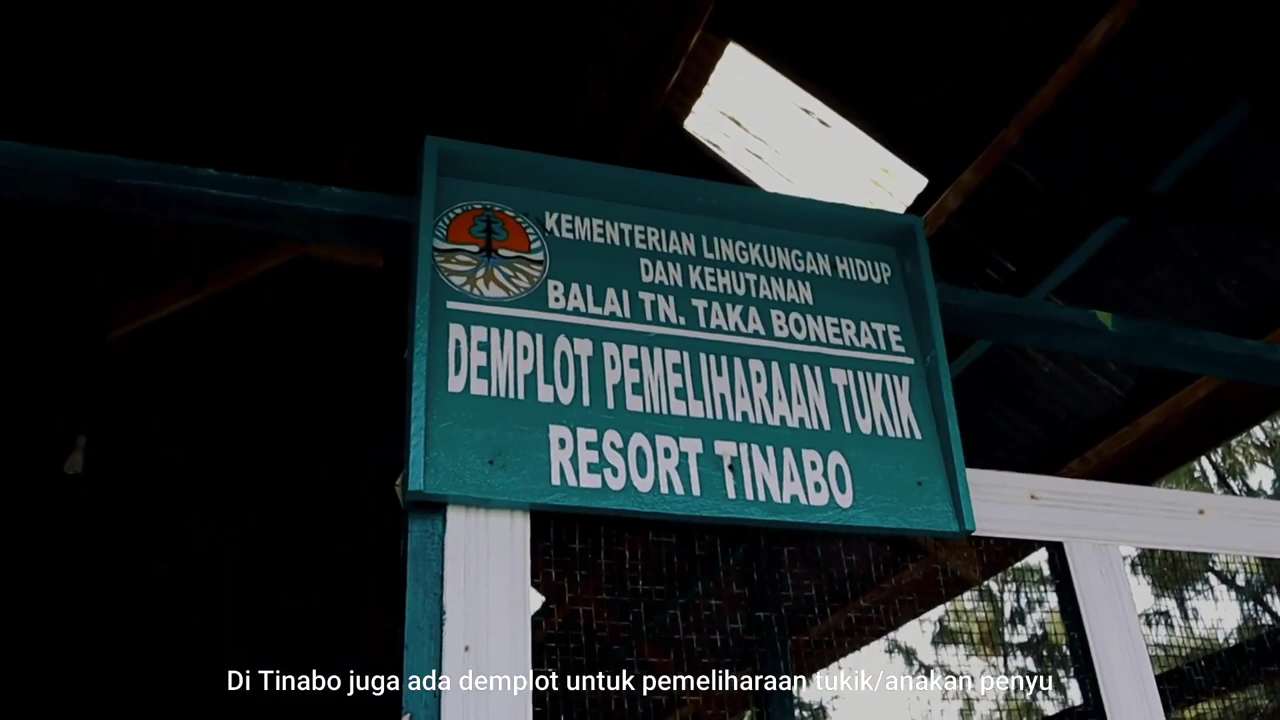 KEMENTERIAN LINGKUNGAN HIDUP
DAN KEHUTANAN
BALAI TN. TAKA BONERATE
DEMPLOT PEMELIHARAAN TUKIK
RESORT TINABO
Di Tinabo juga ada demplot untuk pemeliharaan tukik/anakan penyu